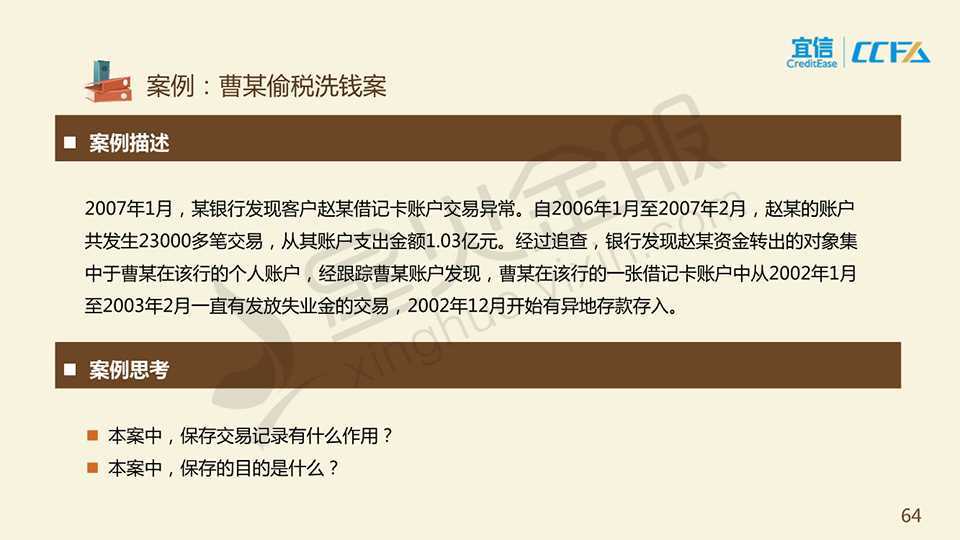 宜信
CreditEase
CCFA
案例：曹某偷税洗钱案
案例描述
2007年1月，某银行发现客户赵某借记卡账户交易异常。自2006年1月至2007年2月，赵某的账户
共发生23000多笔交易，从其账户支出金额1.03亿元。经过追查，银行发现赵某资金转出的对象集
中于曹某在该行的个人账户，经跟踪曹某账户发现，曹某在该行的一张借记卡账户中从2002年1月
至2003年2月一直有发放失业金的交易，2002年12月开始有异地存款存入。
案例思考
本案中，保存交易记录有什么作用？
本案中，保存的目的是什么？
星火金服
xinghuo.yixin.com
64